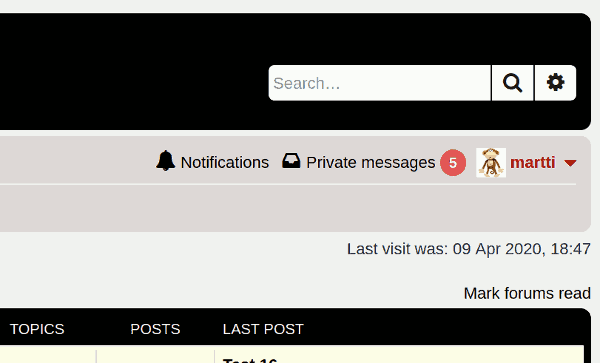 Search…
Notifications Private messages 5 martti
Last visit was: 09 Apr 2020, 18:47
Mark forums read
TOPICS POSTS LAST POST
Test 16